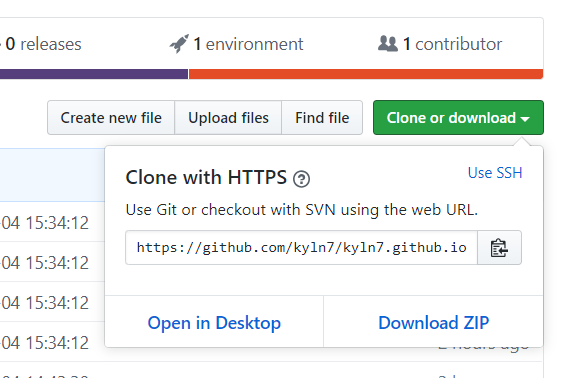 0 releases
1 environment
1 contributor
Create new file
Upload files
Find file
Clone or download
Clone with HTTPS
Use SSH
Use Git or checkout with SVN using the web URL.
https://github.com/kyln7/kyln7.github.io
Open in Desktop
Download ZIP
-04 15:34:12
-04 15:34:12
-04 15:34:12
-04 15:34:12
2 hours ago